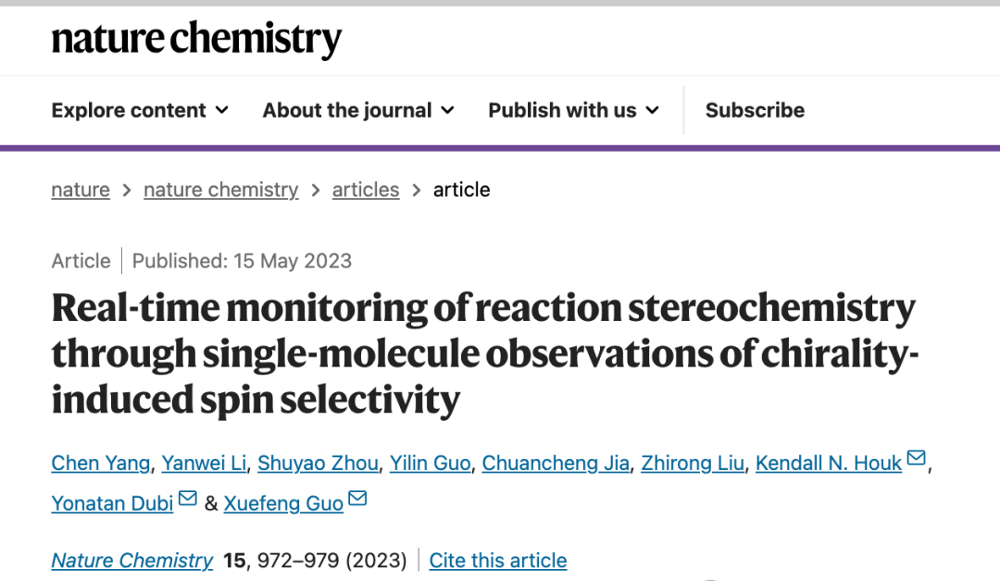 nature chemistry
Explore content About the journal Publish with us Subscribe
nature > nature chemistry > articles > article
Article | Published: 15 May 2023
Real-time monitoring of reaction stereochemistry
through single-molecule observations of chirality-
induced spin selectivity
Chen Yang, Yanwei Li, Shuyao Zhou, Yilin Guo, Chuancheng Jia, Zhirong Liu, Kendall N. Houk,
Yonatan Dubi & Xuefeng Guo
Nature Chemistry 15, 972–979 (2023) | Cite this article